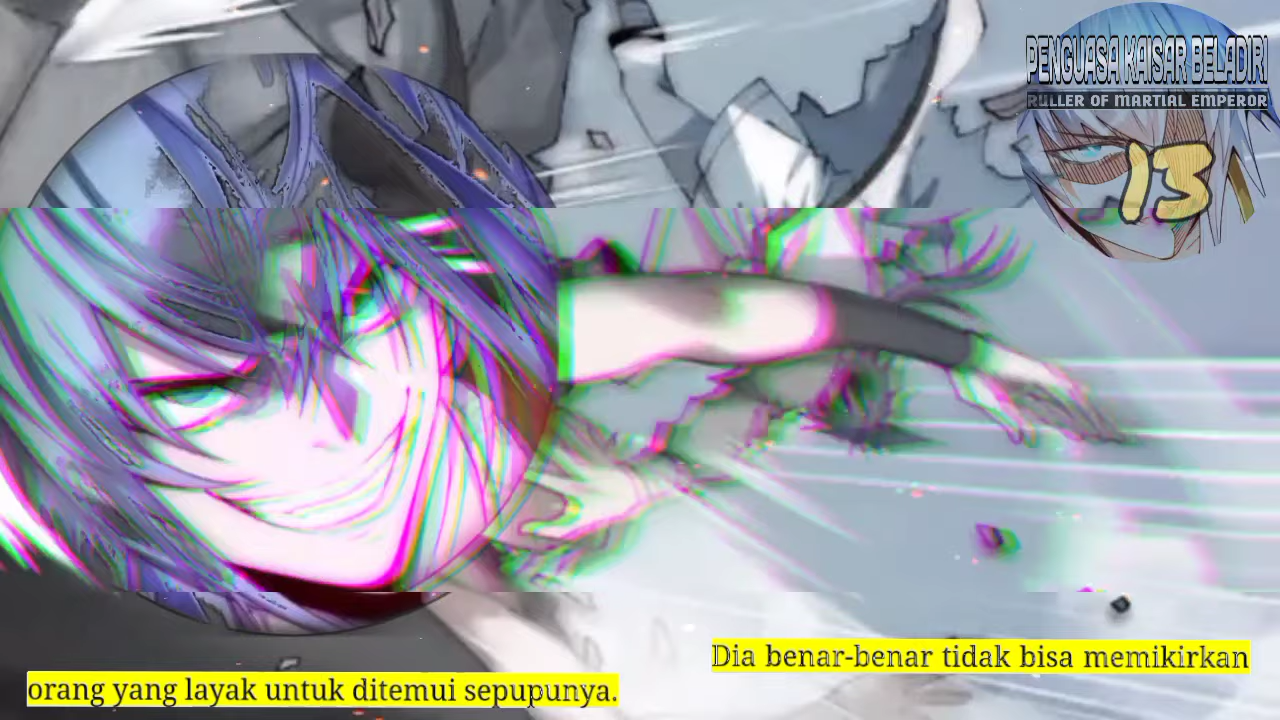 PENGUASA KAISAR BELADIRI
RULLER OF MARTIAL EMPEROR
13
Dia benar-benar tidak bisa memikirkan
orang yang layak untuk ditemui sepupunya.